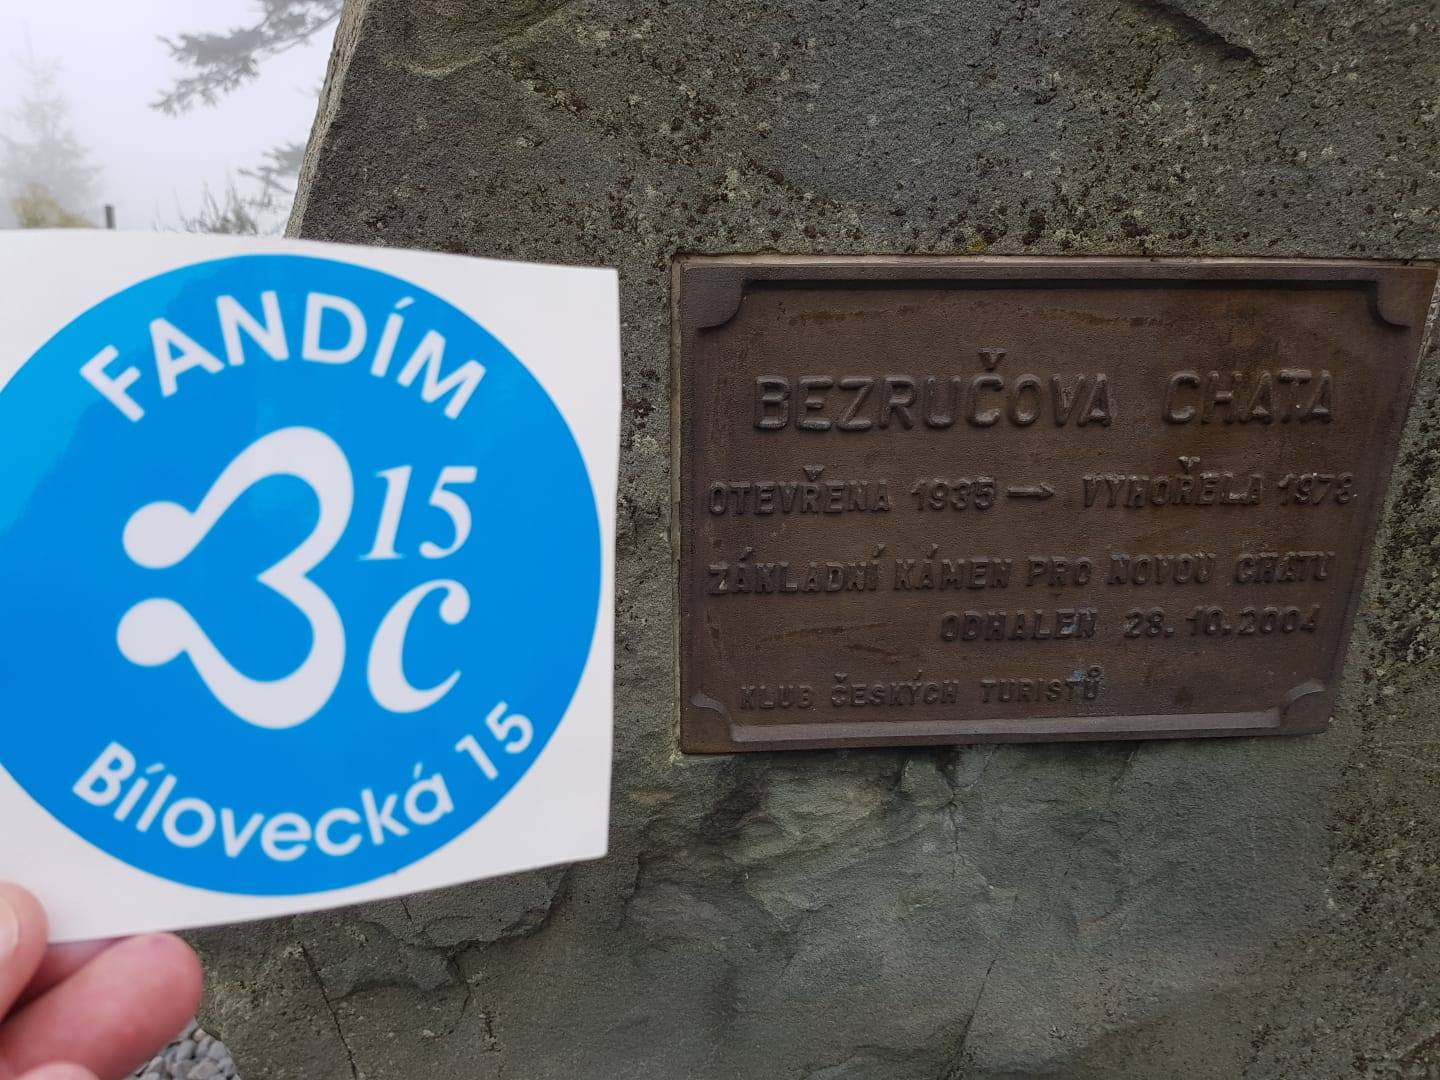 FANDÍM
B 15
C
Bílovecká 15
BEZRUČOVA CHATA
OTEVŘENA 1935 → VYHOŘELA 1978
ZÁKLADNÍ KÁMEN PRO NOVOU CHATU
ODHALEN 28.10.2004
KLUB ČESKÝCH TURISTŮ